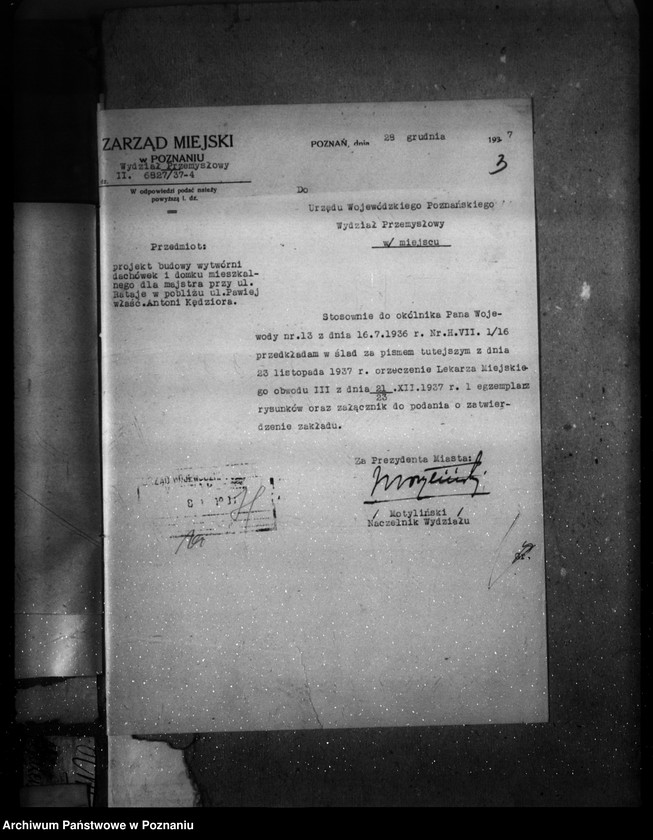 ZARZĄD MIEJSKI
w POZNANIU
Wydział Przemysłowy
dz. II. 6827/37-4
W odpowiedzi podać należy
powyższą l. dz.
POZNAŃ, dnia 28 grudnia 1937
3
Do
Urzędu Wojewódzkiego Poznańskiego
Wydział Przemysłowy
w/ miejscu
Przedmiot:
projekt budowy wytwórni
dachówek i domku mieszkal-
nego dla majstra przy ul.
Rataje w pobliżu ul.Pawiej
właśc.Antoni Kędziora.
Stosownie do okólnika Pana Woje-
wody nr.13 z dnia 16.7.1936 r. Nr.H.VII. 1/16
przedkładam w ślad za pismem tutejszym z dnia
23 listopada 1937 r. orzeczenie Lekarza Miejskie-
go obwodu III z dnia 21 .XII.1937 r. 1 egzemplarz
23
rysunków oraz załącznik do podania o zatwier-
dzenie zakładu.
Za Prezydenta Miasta:
Motyliński
/ Motyliński /
Naczelnik Wydziału
Archiwum Państwowe w Poznaniu